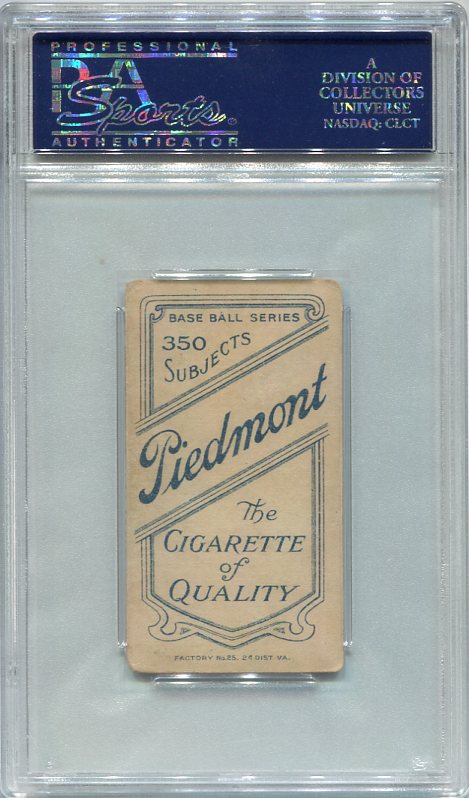 PROFESSIONAL
PSA
Sports
AUTHENTICATOR
A
DIVISION OF
COLLECTORS
UNIVERSE
NASDAQ: CLCT
BASE BALL SERIES
350
SUBJECTS
Piedmont
The
CIGARETTE
of
QUALITY
FACTORY No. 25, 2d DIST. VA.